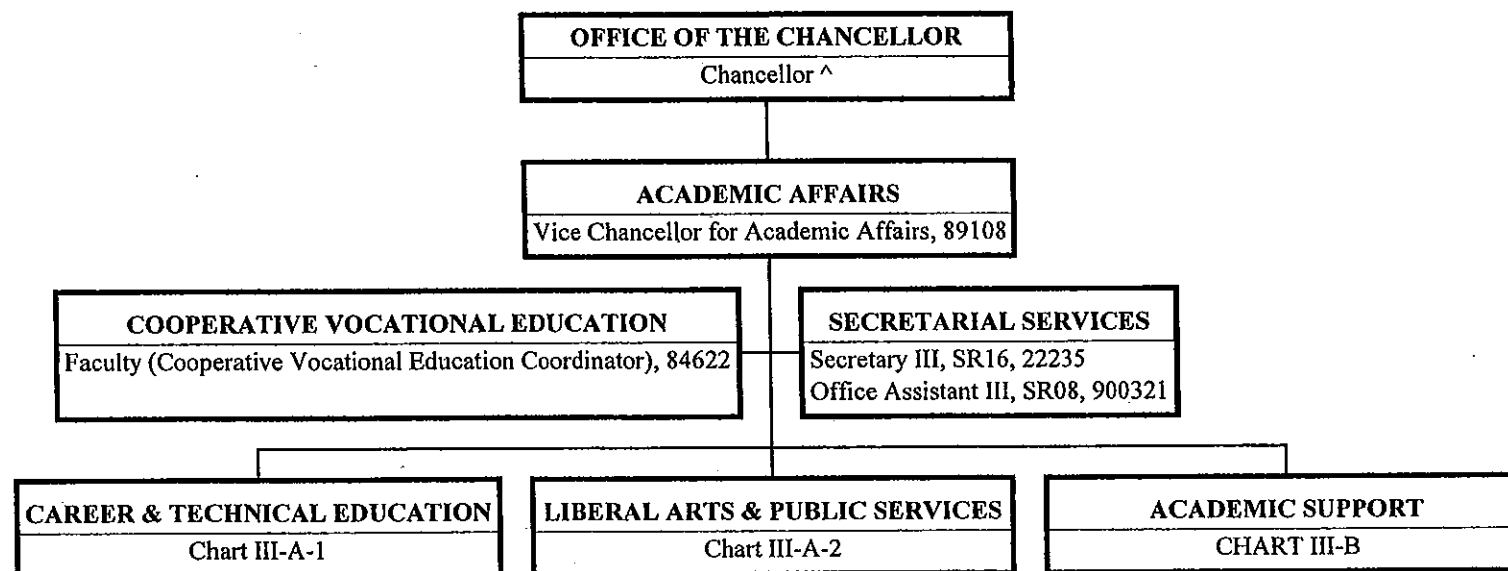 OFFICE OF THE CHANCELLOR
Chancellor ^
ACADEMIC AFFAIRS
Vice Chancellor for Academic Affairs, 89108
COOPERATIVE VOCATIONAL EDUCATION
Faculty (Cooperative Vocational Education Coordinator), 84622
SECRETARIAL SERVICES
Secretary III, SR16, 22235
Office Assistant III, SR08, 900321
CAREER & TECHNICAL EDUCATION
Chart III-A-1
LIBERAL ARTS & PUBLIC SERVICES
Chart III-A-2
ACADEMIC SUPPORT
CHART III-B